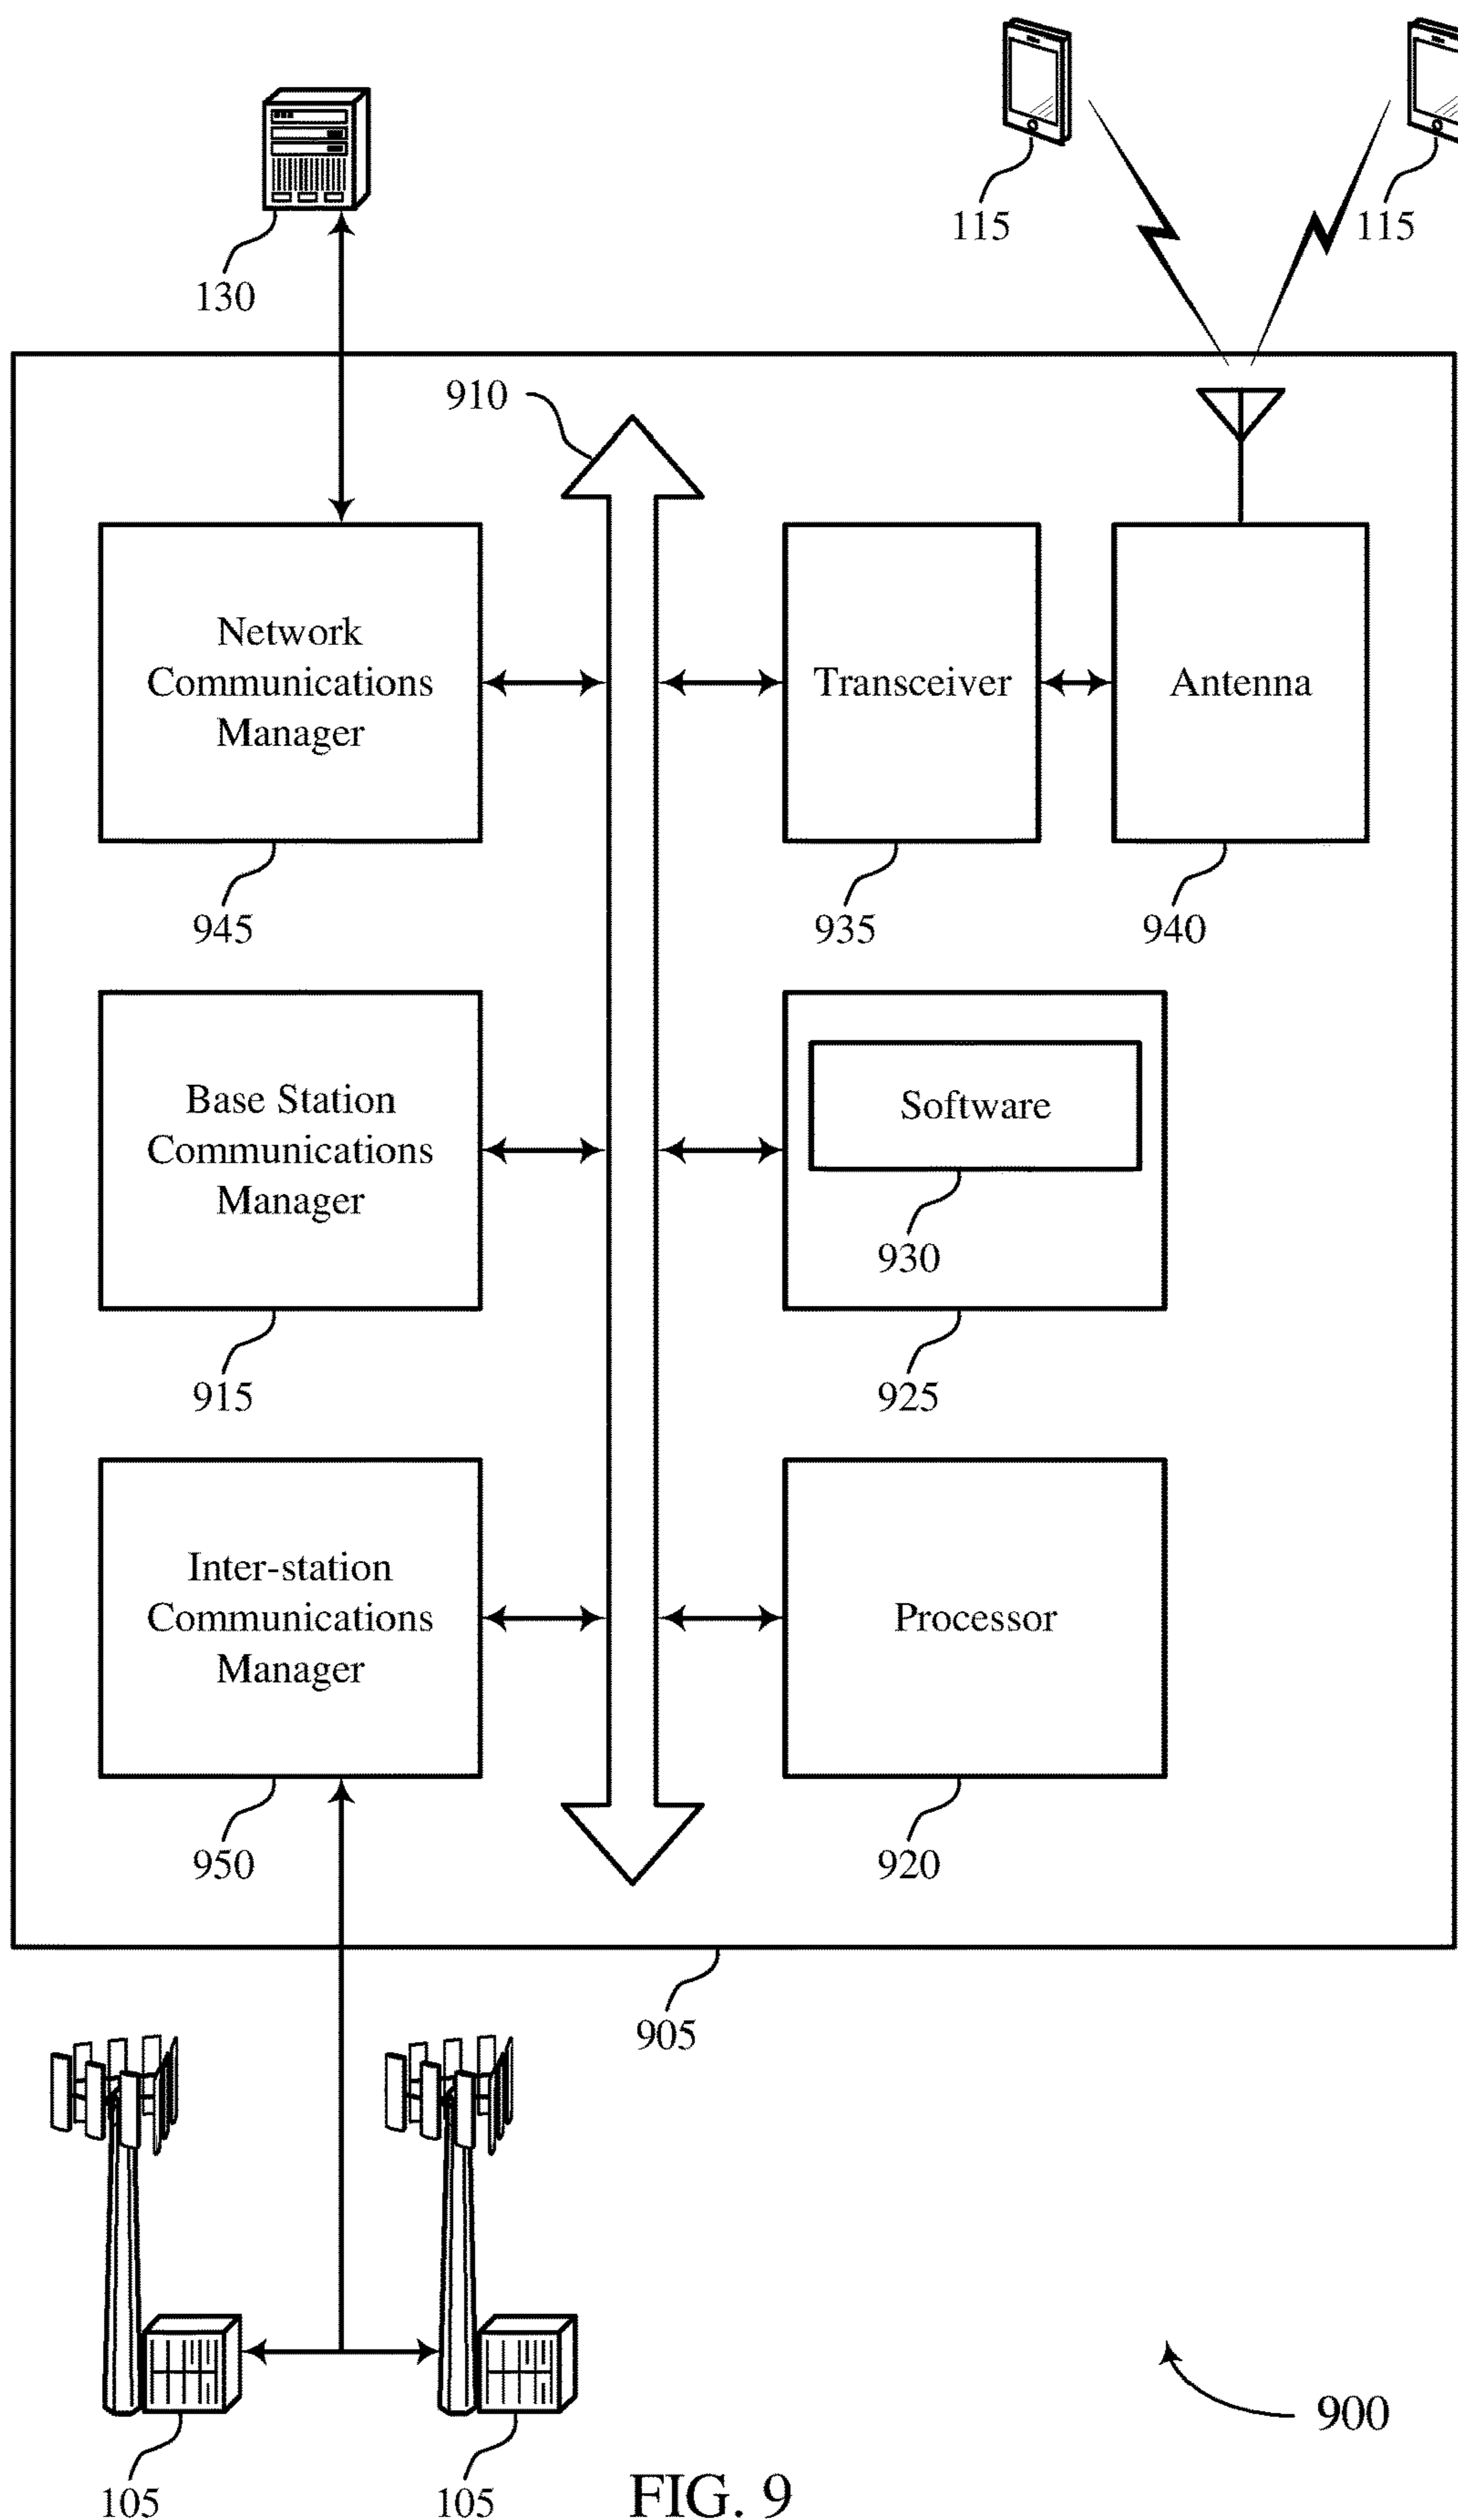 115
115
130
910
Network
Communications
Manager
Transceiver
Antenna
945
935
940
Base Station
Communications
Manager
Software
930
915
925
Inter-station
Communications
Manager
Processor
950
920
905
900
105
105
FIG. 9